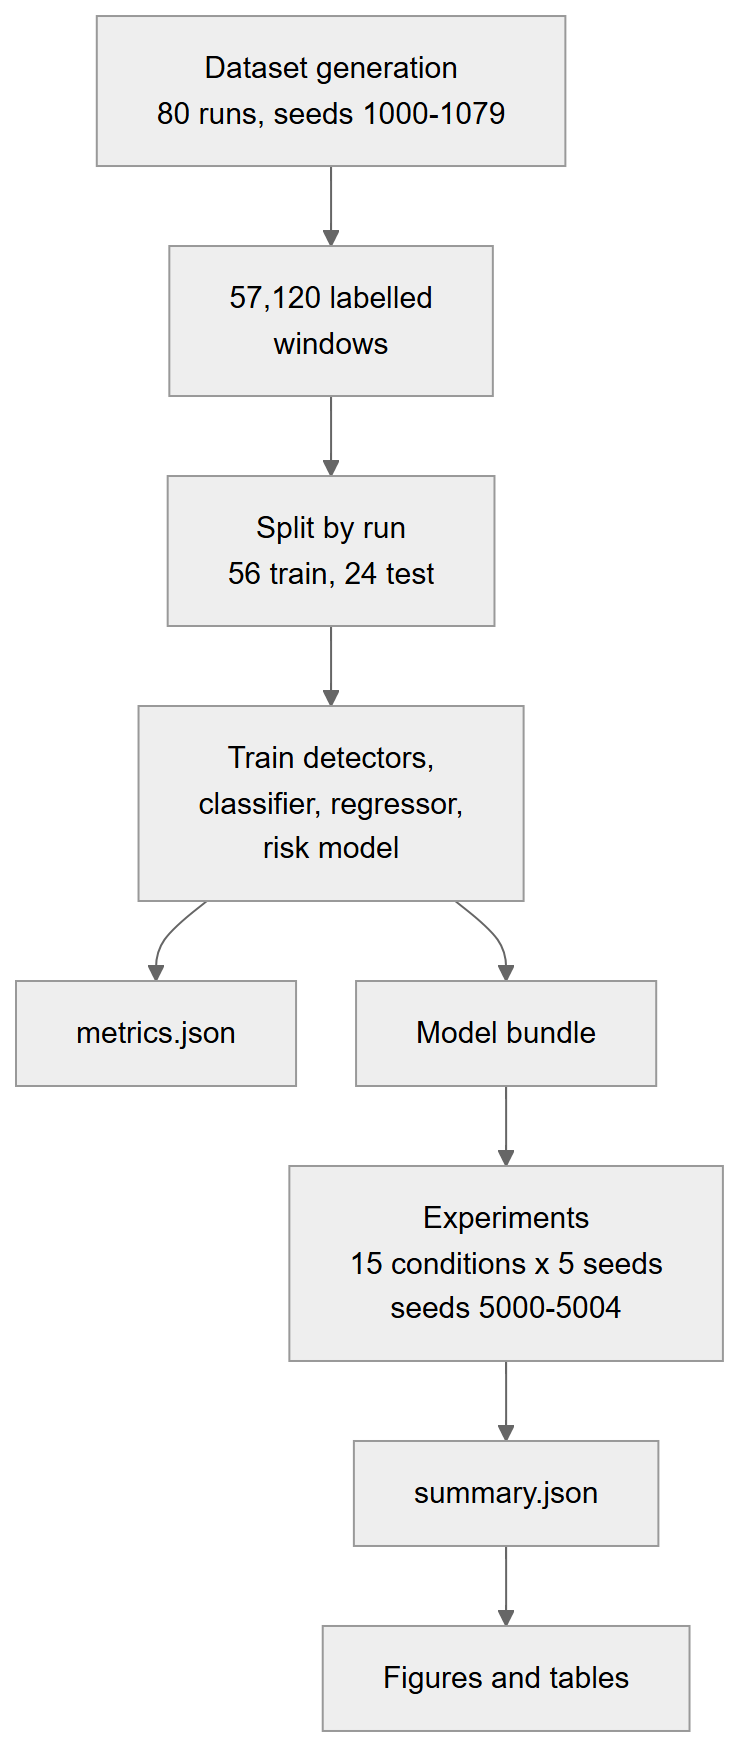 Dataset generation
80 runs, seeds 1000-1079
57,120 labelled
windows
Split by run
56 train, 24 test
Train detectors,
classifier, regressor,
risk model
metrics.json
Model bundle
Experiments
15 conditions x 5 seeds
seeds 5000-5004
summary.json
Figures and tables